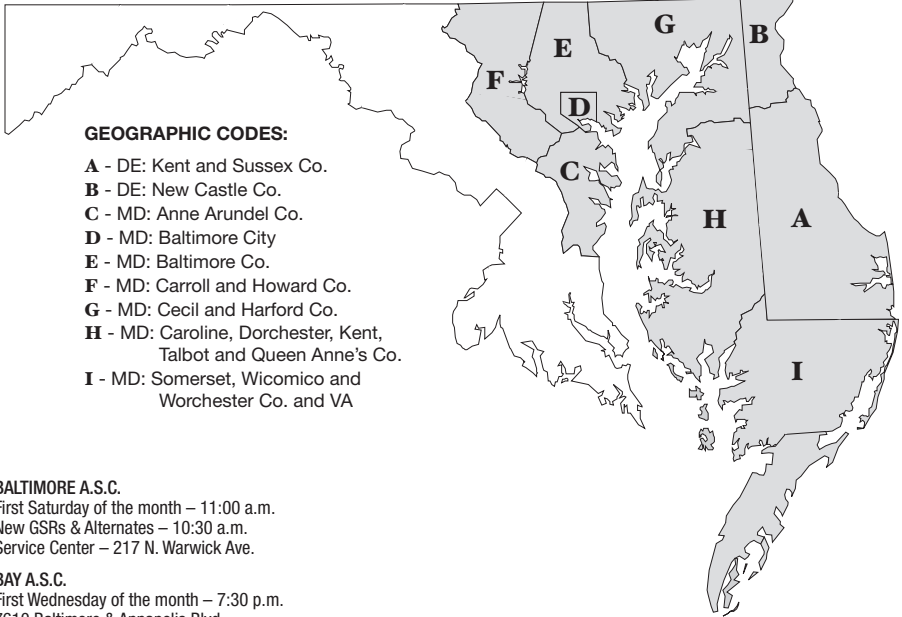 G
B
E
F
D
C
H
A
I
GEOGRAPHIC CODES:
A - DE: Kent and Sussex Co.
B - DE: New Castle Co.
C - MD: Anne Arundel Co.
D - MD: Baltimore City
E - MD: Baltimore Co.
F - MD: Carroll and Howard Co.
G - MD: Cecil and Harford Co.
H - MD: Caroline, Dorchester, Kent,
Talbot and Queen Anne's Co.
I - MD: Somerset, Wicomico and
Worchester Co. and VA
BALTIMORE A.S.C.
First Saturday of the month – 11:00 a.m.
New GSRs & Alternates – 10:30 a.m.
Service Center – 217 N. Warwick Ave.
BAY A.S.C.
First Wednesday of the month – 7:30 p.m.